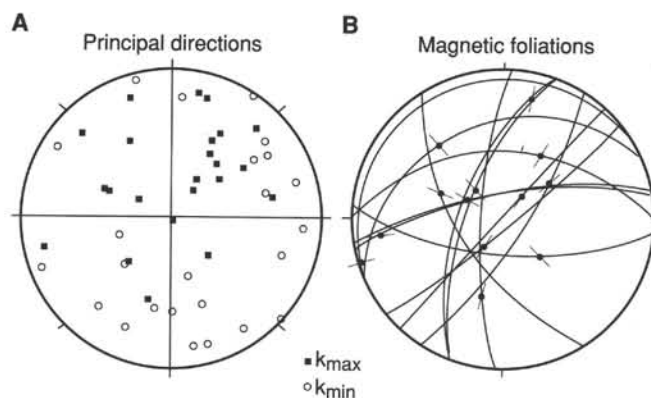 A
Principal directions
B
Magnetic foliations
■ kmax
○ kmin